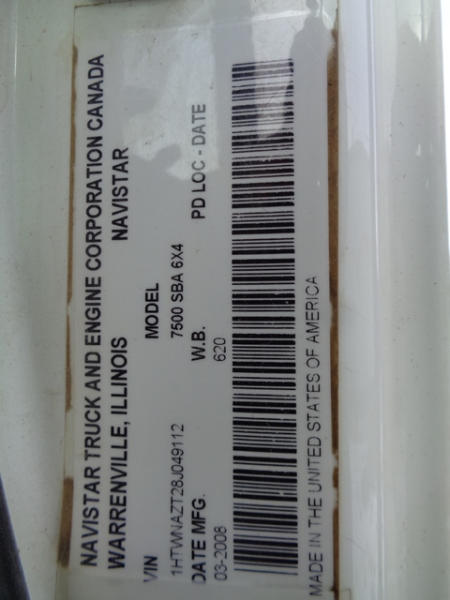 NAVISTAR TRUCK AND ENGINE CORPORATION CANADA
WARRENVILLE, ILLINOIS NAVISTAR
VIN MODEL
1HTWNAZT28J049112 7500 SBA 6X4
DATE MFG. W.B. PD LOC - DATE
03-2008 620
MADE IN THE UNITED STATES OF AMERICA